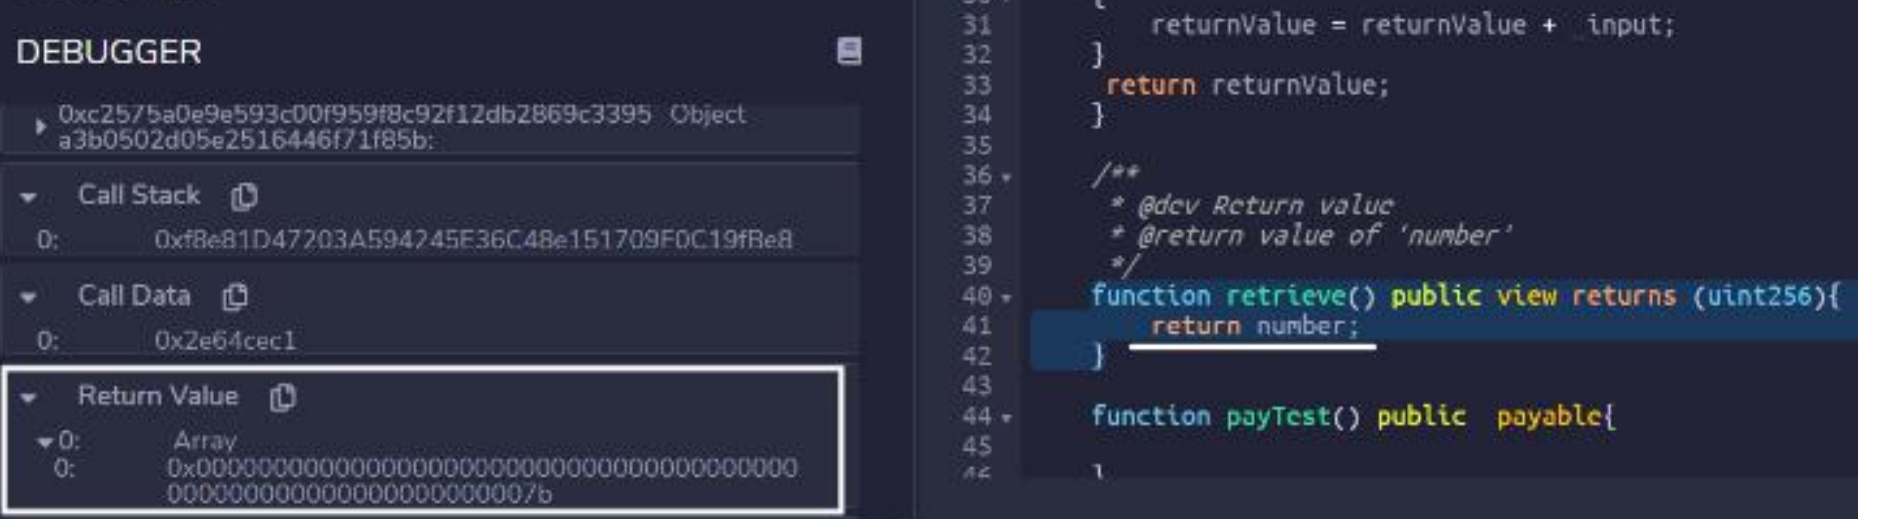 DEBUGGER
0xc2575a0e9e593c00f959f8c92f12db2869c3395 Object
a3b0502d05e2516446f71f85b:
Call Stack
0: 0xf8e81D47203A594245E36C48e151709F0C19fBe8
Call Data
0: 0x2e64cec1
Return Value
0: Array
0: 0x0000000000000000000000000000000000000000
00000000000000000000007b
31 returnValue = returnValue + input;
32 }
33 return returnValue;
34 }
35
36 /**
37 * @dev Return value
38 * @return value of 'number'
39 */
40 function retrieve() public view returns (uint256){
41 return number;
42 }
43
44 function payTest() public payable{
45